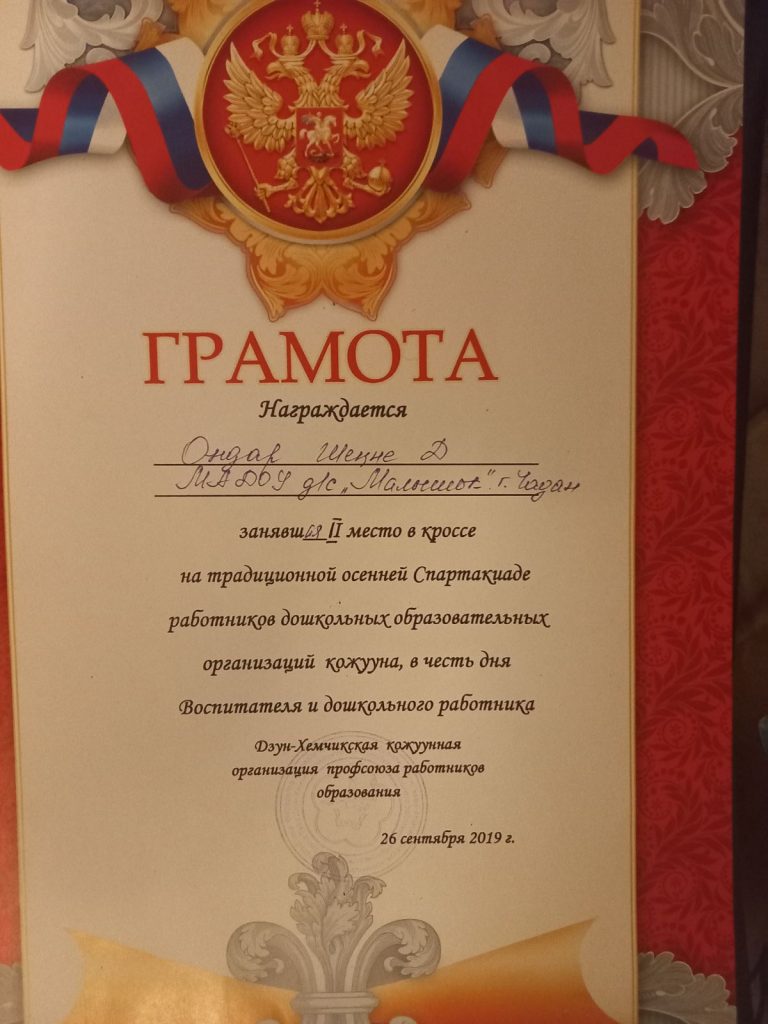 ГРАМОТА
Награждается
Ондар Шенне Д
МАДОУ д/с „Малышок" г. Чадан
занявшая II место в кроссе
на традиционной осенней Спартакиаде
работников дошкольных образовательных
организаций кожууна, в честь дня
Воспитателя и дошкольного работника
Дзун-Хемчикская кожуунная
организация профсоюза работников
образования
26 сентября 2019 г.